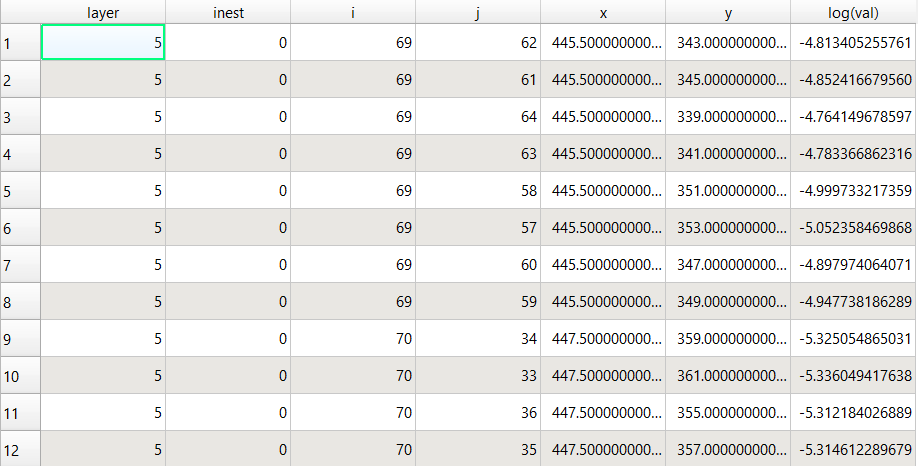 layer inest i j x y log(val)
1 5 0 69 62 445.500000000... 343.000000000... -4.813405255761
2 5 0 69 61 445.500000000... 345.000000000... -4.852416679560
3 5 0 69 64 445.500000000... 339.000000000... -4.764149678597
4 5 0 69 63 445.500000000... 341.000000000... -4.783366862316
5 5 0 69 58 445.500000000... 351.000000000... -4.999733217359
6 5 0 69 57 445.500000000... 353.000000000... -5.052358469868
7 5 0 69 60 445.500000000... 347.000000000... -4.897974064071
8 5 0 69 59 445.500000000... 349.000000000... -4.947738186289
9 5 0 70 34 447.500000000... 359.000000000... -5.325054865031
10 5 0 70 33 447.500000000... 361.000000000... -5.336049417638
11 5 0 70 36 447.500000000... 355.000000000... -5.312184026889
12 5 0 70 35 447.500000000... 357.000000000... -5.314612289679